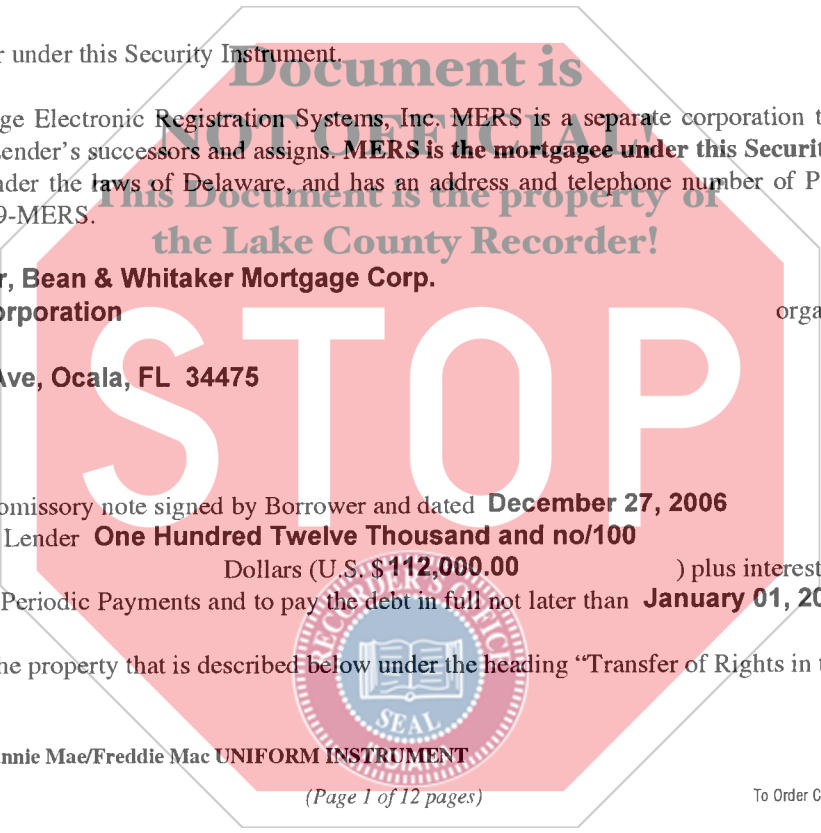 r under this Security Instrument.
Document is
ge Electronic Registration Systems, Inc. MERS is a separate corporation t
NOT OFFICIAL!
ender's successors and assigns. MERS is the mortgagee under this Securit
nder the laws of Delaware, and has an address and telephone number of P
This Document is the property of
9-MERS.
the Lake County Recorder!
r, Bean & Whitaker Mortgage Corp.
orporation orga
STOP
Ave, Ocala, FL 34475
omissory note signed by Borrower and dated December 27, 2006
Lender One Hundred Twelve Thousand and no/100
Dollars (U.S. $112,000.00 ) plus interest
Periodic Payments and to pay the debt in full not later than January 01, 20
he property that is described below under the heading “Transfer of Rights in t
RECORDER'S OFFICE
SEAL
INDIANA
nnie Mae/Freddie Mac UNIFORM INSTRUMENT
(Page 1 of 12 pages)
To Order C